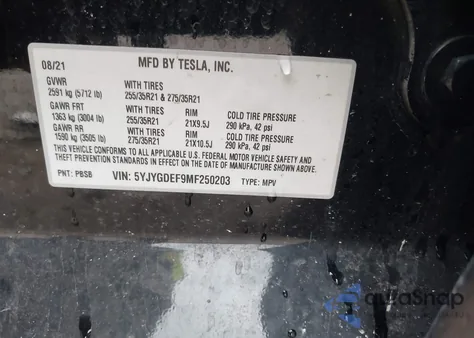 08/21 MFD BY TESLA, INC.
GVWR WITH TIRES
2591 kg (5712 lb) 255/35R21 & 275/35R21
GAWR FRT WITH TIRES RIM COLD TIRE PRESSURE
1363 kg (3004 lb) 255/35R21 21X9.5J 290 kPa, 42 psi
GAWR RR WITH TIRES RIM COLD TIRE PRESSURE
1590 kg (3505 lb) 275/35R21 21X10.5J 290 kPa, 42 psi
THIS VEHICLE CONFORMS TO ALL APPLICABLE U.S. FEDERAL MOTOR VEHICLE SAFETY AND
THEFT PREVENTION STANDARDS IN EFFECT ON THE DATE OF MANUFACTURE SHOWN ABOVE.
PNT: PBSB VIN: 5YJYGDEF9MF250203 TYPE: MPV
autoSnap